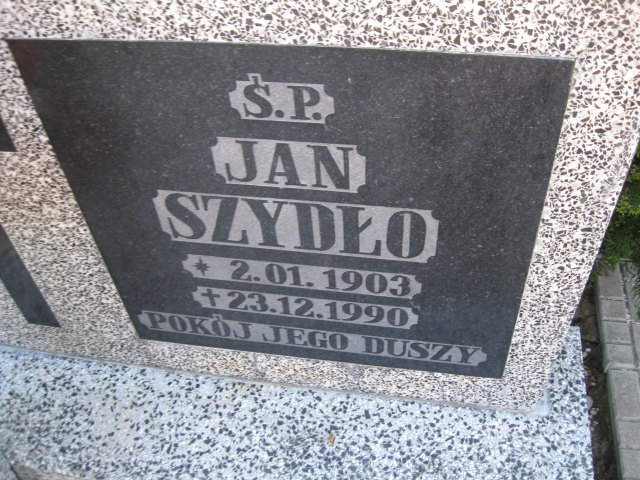 Ś.P.
JAN
SZYDŁO
* 2.01.1903
+ 23.12.1990
POKÓJ JEGO DUSZY